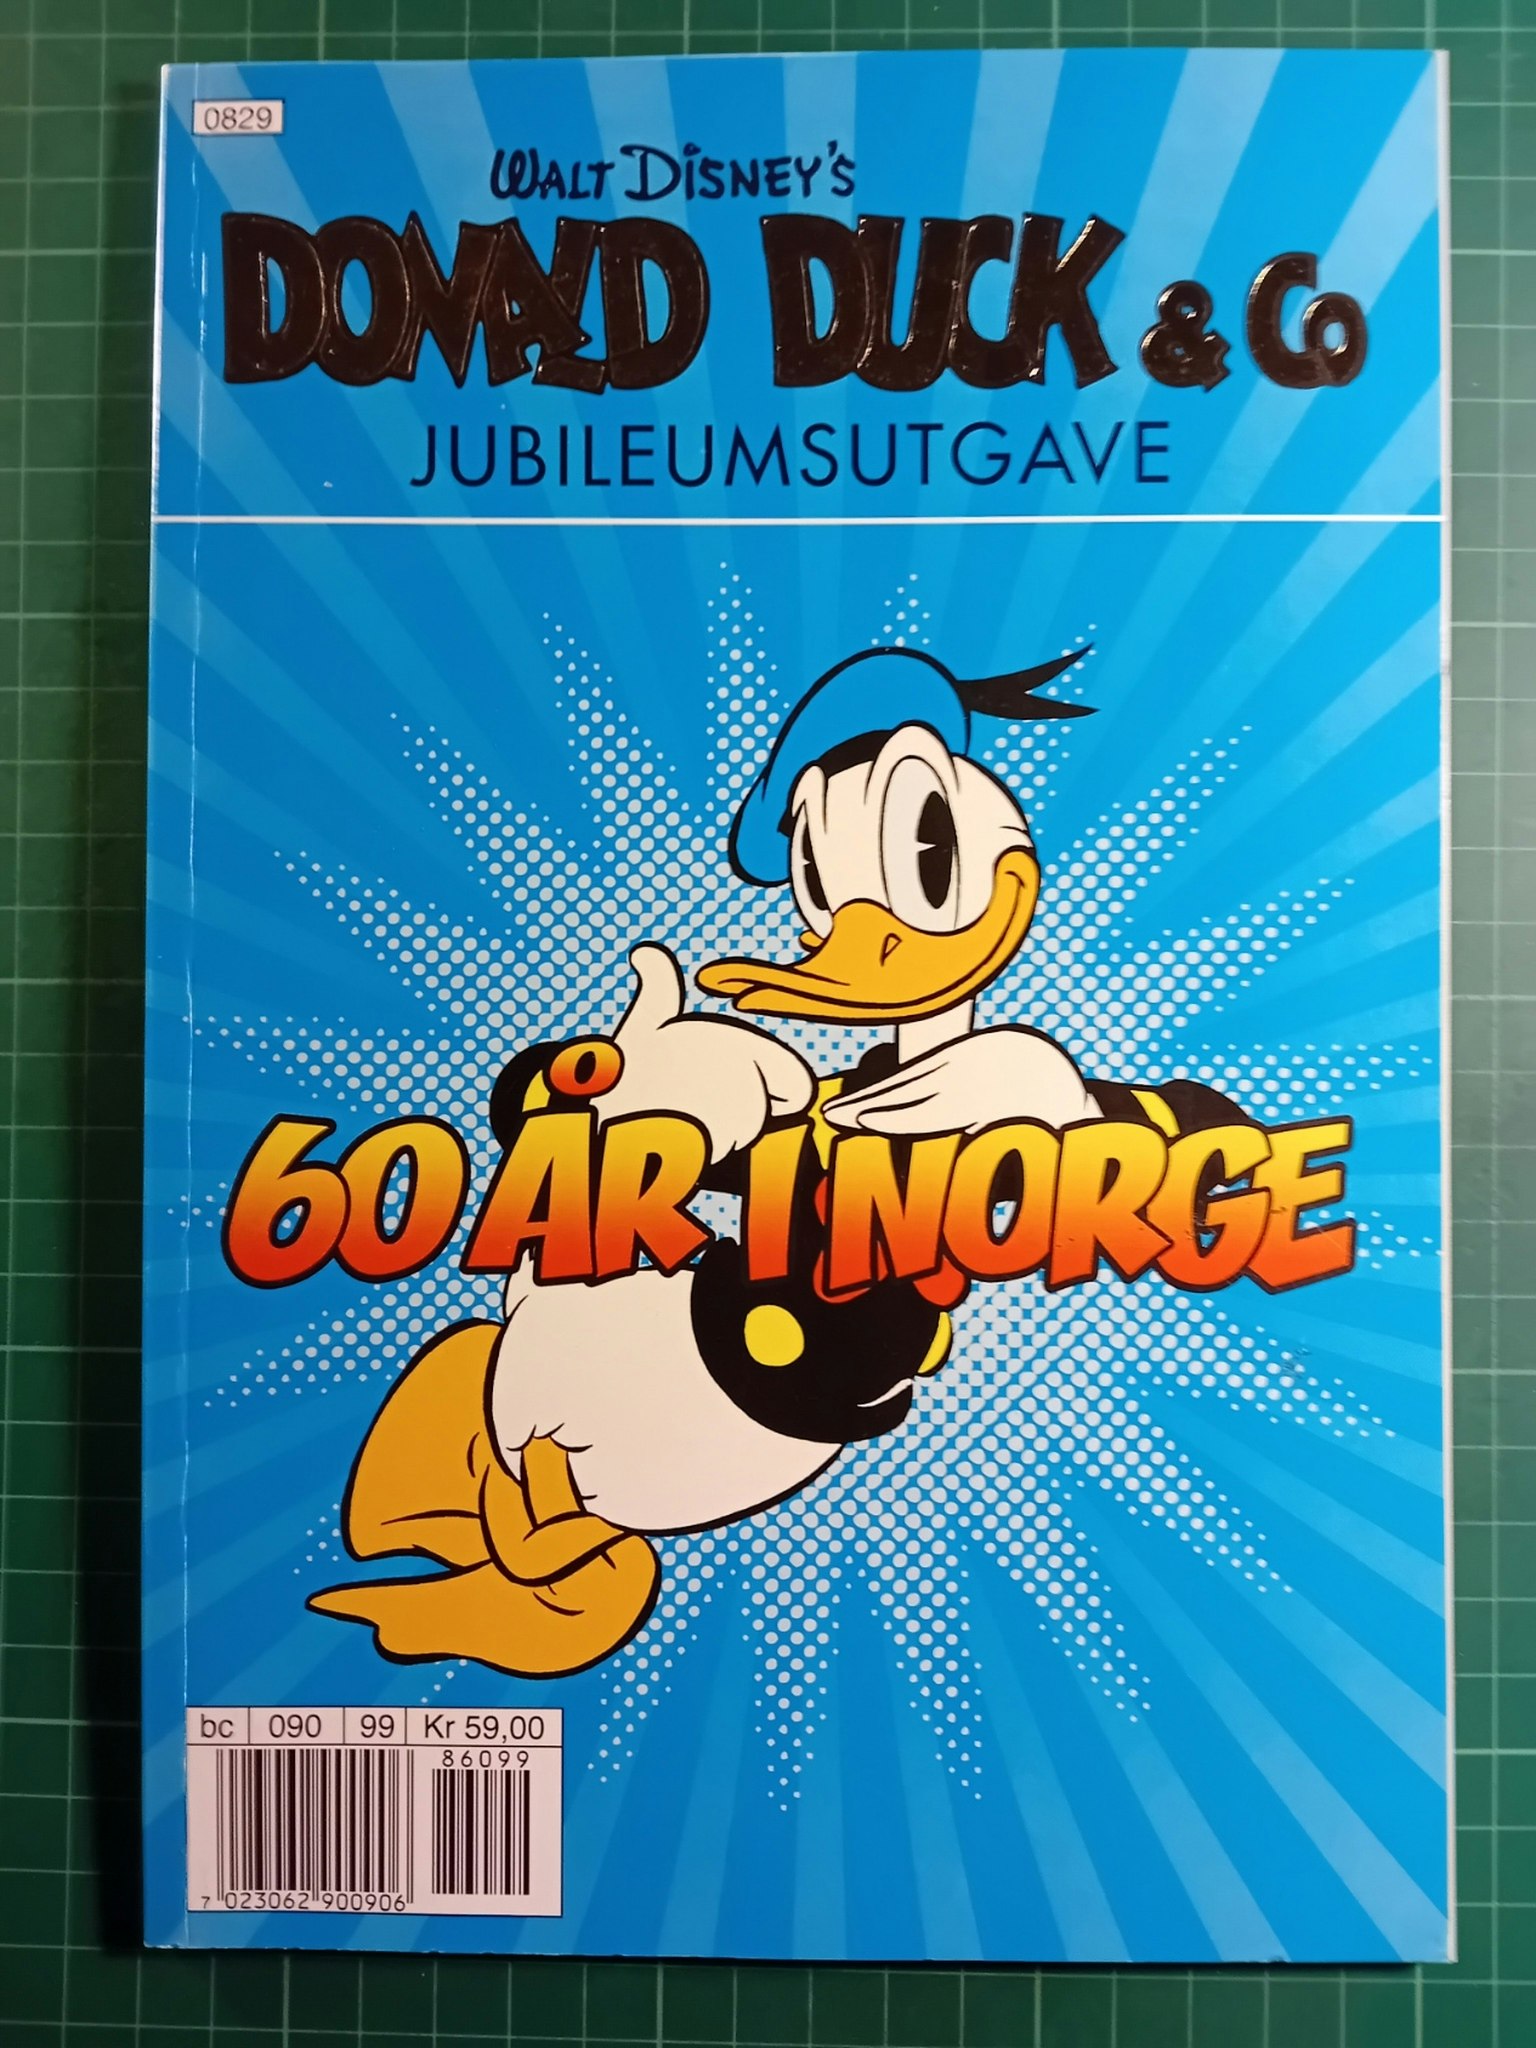 0829
WALT DISNEY'S
DONALD DUCK & Co
JUBILEUMSUTGAVE
60 ÅR I NORGE
bc 090 99 Kr 59,00
86099
7 023062 900906